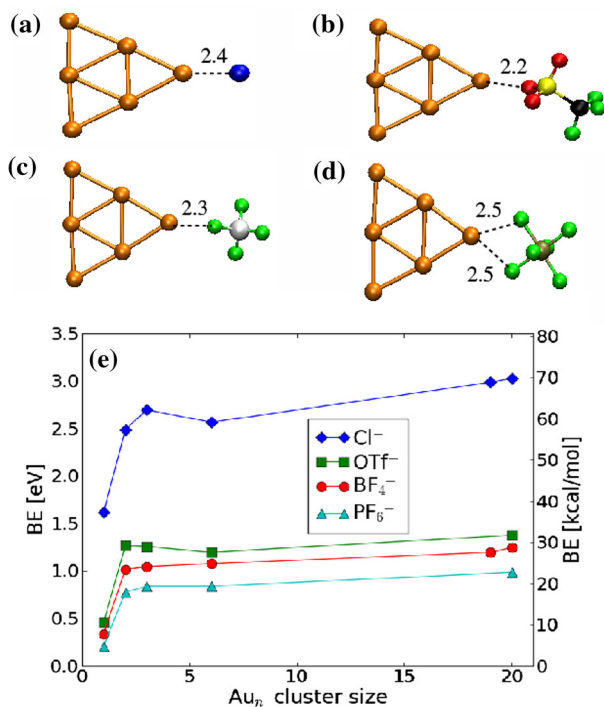 (a)
2.4
(b)
2.2
(c)
2.3
(d)
2.5
2.5
(e)
3.5
3.0
2.5
2.0
1.5
1.0
0.5
0.0
BE [eV]
80
70
60
50
40
30
20
10
0
BE [kcal/mol]
Cl⁻
OTf⁻
BF₄⁻
PF₆⁻
0 5 10 15 20
Auₙ cluster size